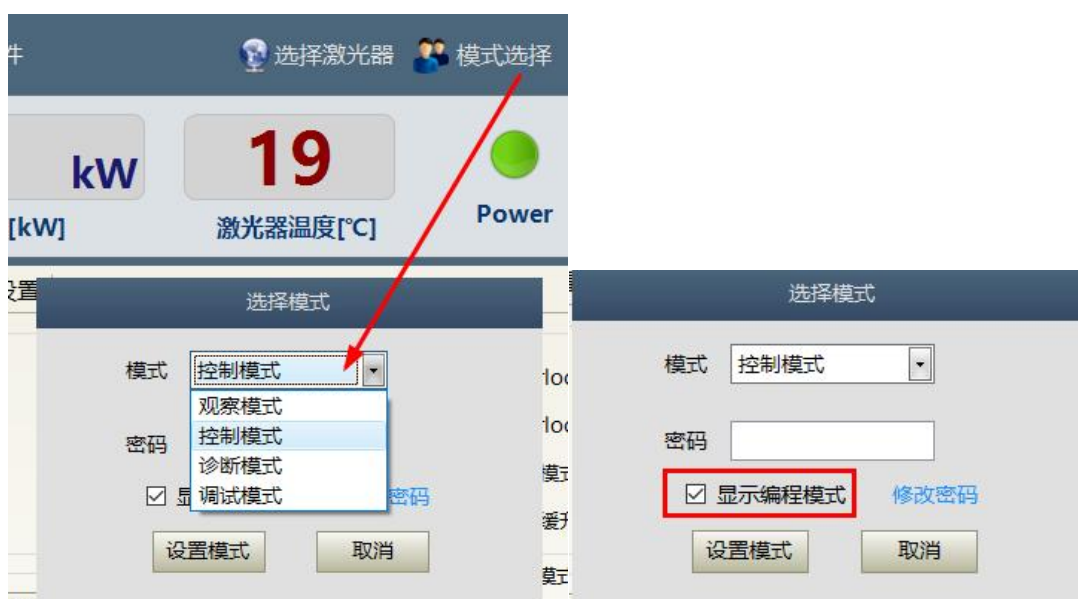 件
选择激光器
模式选择
kW
19
[kW]
激光器温度[℃]
Power
设置
选择模式
模式
控制模式
观察模式
控制模式
诊断模式
调试模式
密码
密码
设置模式
取消
选择模式
模式
控制模式
密码
显示编程模式
修改密码
设置模式
取消